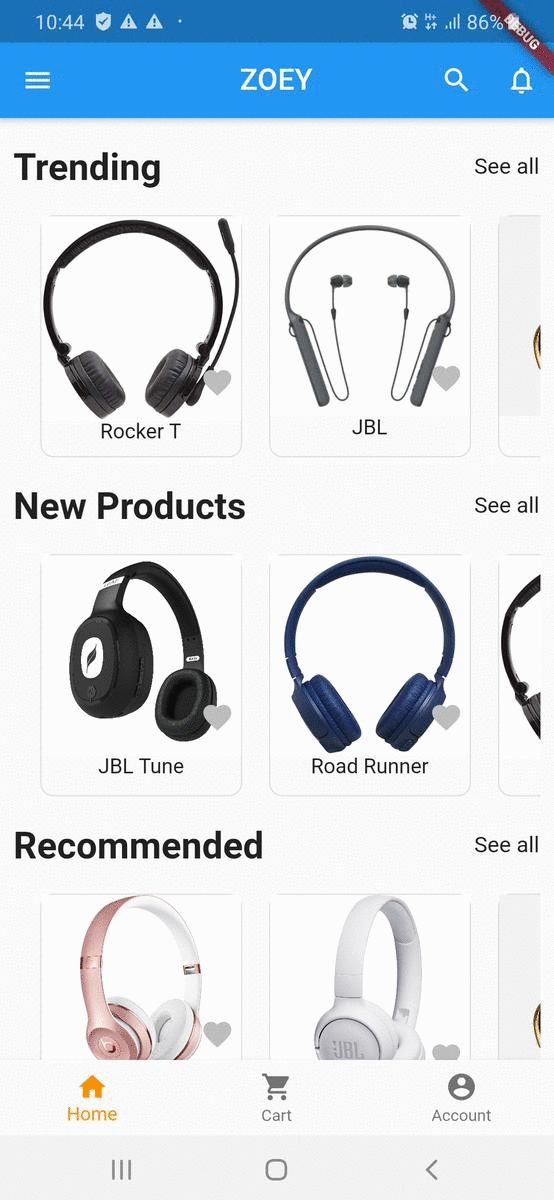 10:44
86%
DEBUG
ZOEY
Trending
See all
Rocker T
JBL
New Products
See all
JBL Tune
Road Runner
Recommended
See all
JBL
Home
Cart
Account